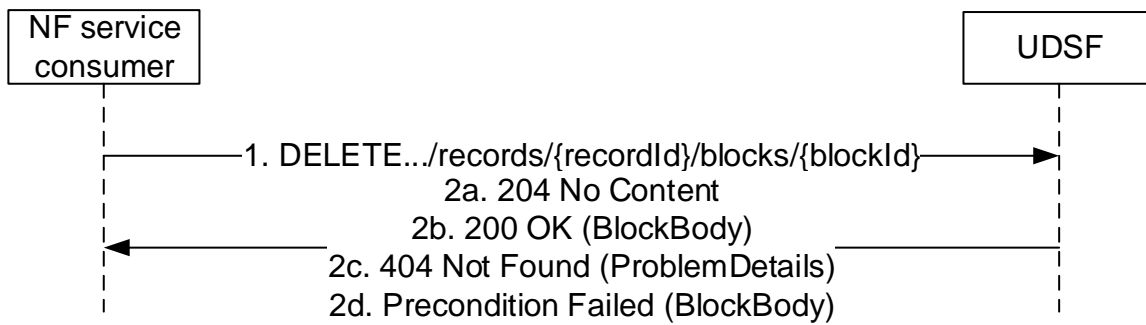 NF service
consumer
UDSF
1. DELETE.../records/{recordId}/blocks/{blockId}
2a. 204 No Content
2b. 200 OK (BlockBody)
2c. 404 Not Found (ProblemDetails)
2d. Precondition Failed (BlockBody)